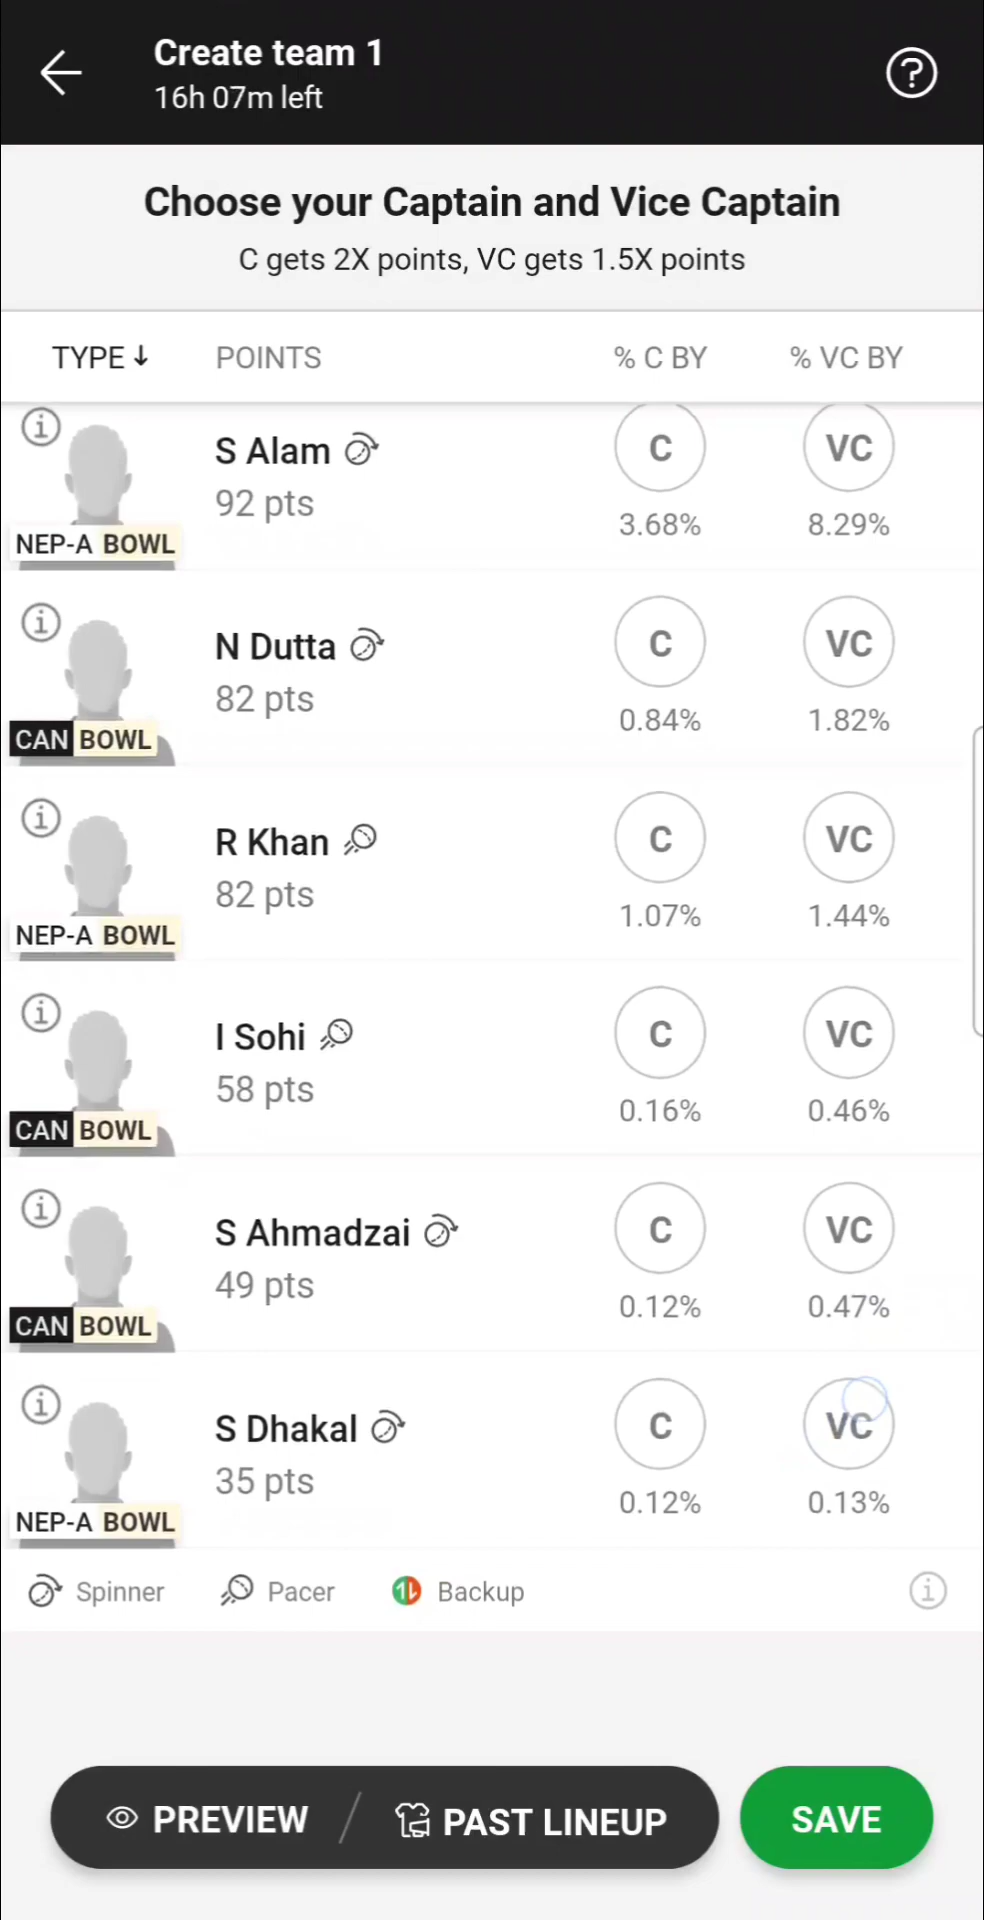 Create team 1
16h 07m left
Choose your Captain and Vice Captain
C gets 2X points, VC gets 1.5X points
TYPE POINTS % C BY % VC BY
S Alam C VC
92 pts
3.68% 8.29%
NEP-A BOWL
N Dutta C VC
82 pts
0.84% 1.82%
CAN BOWL
R Khan C VC
82 pts
1.07% 1.44%
NEP-A BOWL
I Sohi C VC
58 pts
0.16% 0.46%
CAN BOWL
S Ahmadzai C VC
49 pts
0.12% 0.47%
CAN BOWL
S Dhakal C VC
35 pts
0.12% 0.13%
NEP-A BOWL
Spinner Pacer Backup
PREVIEW / PAST LINEUP SAVE